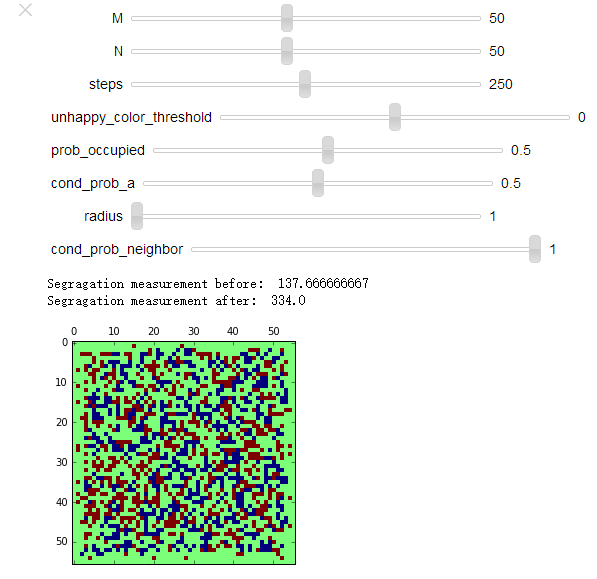 M 50
N 50
steps 250
unhappy_color_threshold 0
prob_occupied 0.5
cond_prob_a 0.5
radius 1
cond_prob_neighbor 1
Segragation measurement before: 137.666666667
Segragation measurement after: 334.0
0 10 20 30 40 50
0
10
20
30
40
50